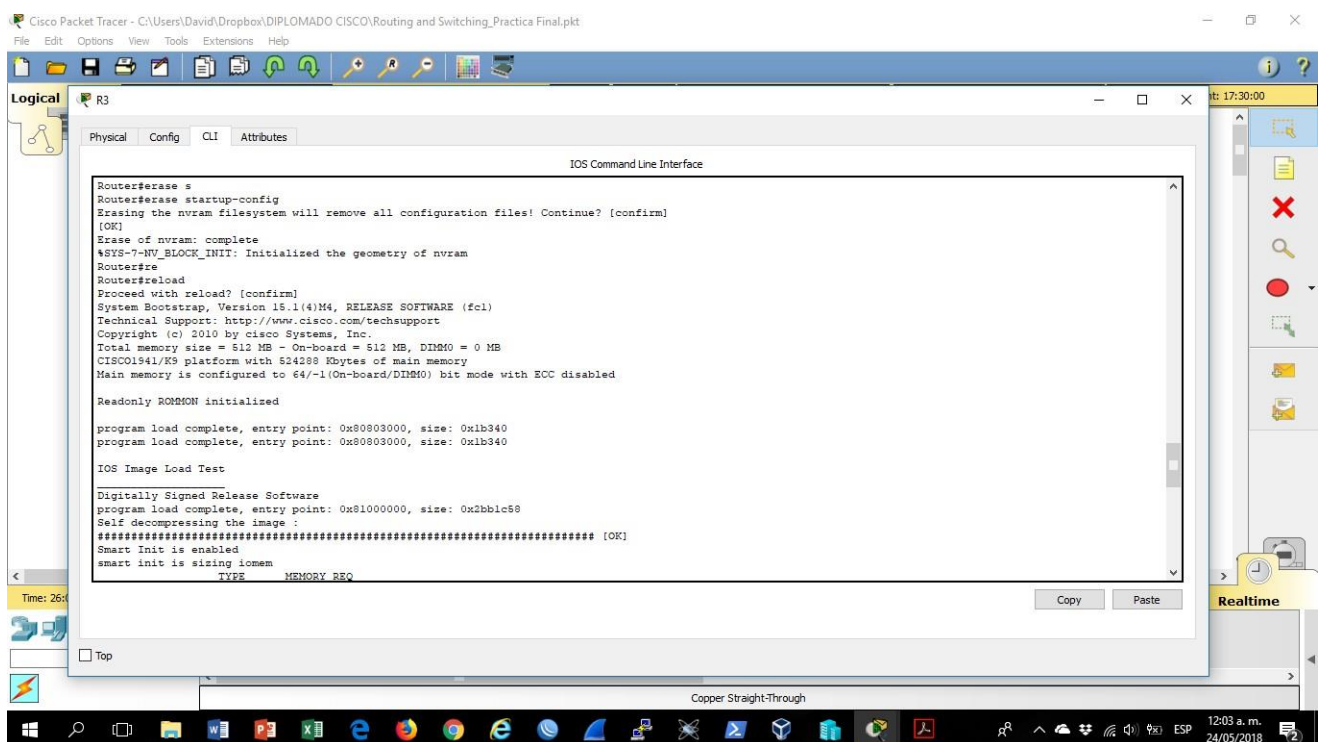 Cisco Packet Tracer - C:\Users\David\Dropbox\DIPLOMADO CISCO\Routing and Switching_Practica Final.pkt
File Edit Options View Tools Extensions Help
Logical
R3
17:30:00
Physical Config CLI Attributes
IOS Command Line Interface
Router#erase s
Router#erase startup-config
Erasing the nvram filesystem will remove all configuration files! Continue? [confirm]
[OK]
Erase of nvram: complete
%SYS-7-NV_BLOCK_INIT: Initialized the geometry of nvram
Router#re
Router#reload
Proceed with reload? [confirm]
System Bootstrap, Version 15.1(4)M4, RELEASE SOFTWARE (fc1)
Technical Support: http://www.cisco.com/techsupport
Copyright (c) 2010 by cisco Systems, Inc.
Total memory size = 512 MB - On-board = 512 MB, DIMM0 = 0 MB
CISCO1941/K9 platform with 524288 Kbytes of main memory
Main memory is configured to 64/-1(On-board/DIMM0) bit mode with ECC disabled
Readonly ROMMON initialized
program load complete, entry point: 0x80803000, size: 0x1b340
program load complete, entry point: 0x80803000, size: 0x1b340
IOS Image Load Test
___________________
Digitally Signed Release Software
program load complete, entry point: 0x81000000, size: 0x2bb1c58
Self decompressing the image :
########################################################################## [OK]
Smart Init is enabled
smart init is sizing iomem
TYPE MEMORY_REQ
Copy Paste
Time: 26:
Realtime
Top
Copper Straight-Through
ESP
12:03 a. m.
24/05/2018